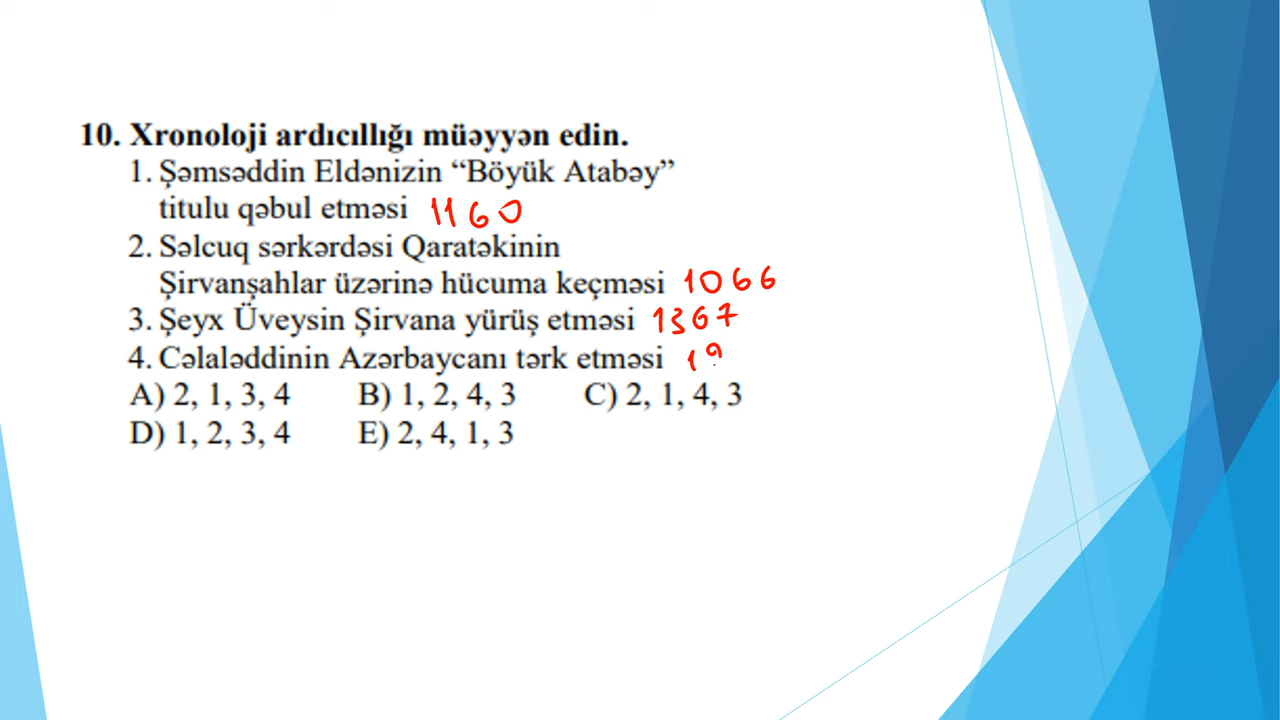 10. Xronoloji ardıcıllığı müəyyən edin.
1. Şəmsəddin Eldənizin “Böyük Atabəy”
titulu qəbul etməsi 1160
2. Səlcuq sərkərdəsi Qaratəkinin
Şirvanşahlar üzərinə hücuma keçməsi 1066
3. Şeyx Üveysin Şirvana yürüş etməsi 1367
4. Cəlaləddinin Azərbaycanı tərk etməsi
A) 2, 1, 3, 4 B) 1, 2, 4, 3 C) 2, 1, 4, 3
D) 1, 2, 3, 4 E) 2, 4, 1, 3